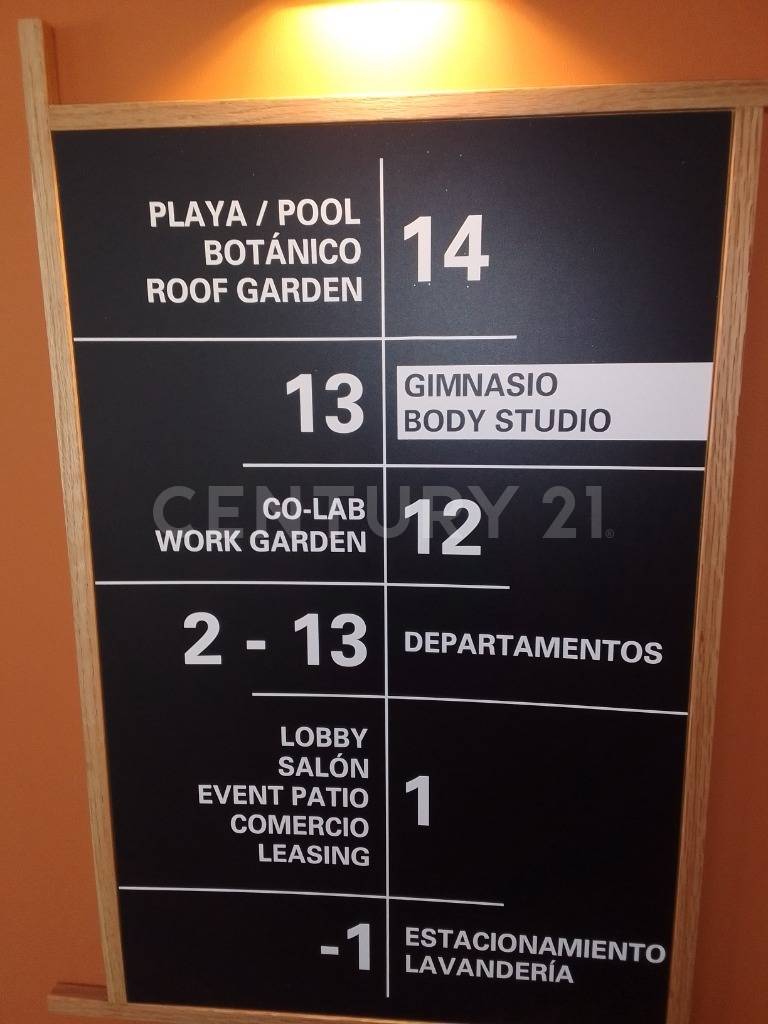 PLAYA / POOL
BOTÁNICO
ROOF GARDEN
14
13
GIMNASIO
BODY STUDIO
CO-LAB
WORK GARDEN
12
CENTURY 21®
2 - 13
DEPARTAMENTOS
LOBBY
SALÓN
EVENT PATIO
COMERCIO
LEASING
1
-1
ESTACIONAMIENTO
LAVANDERÍA